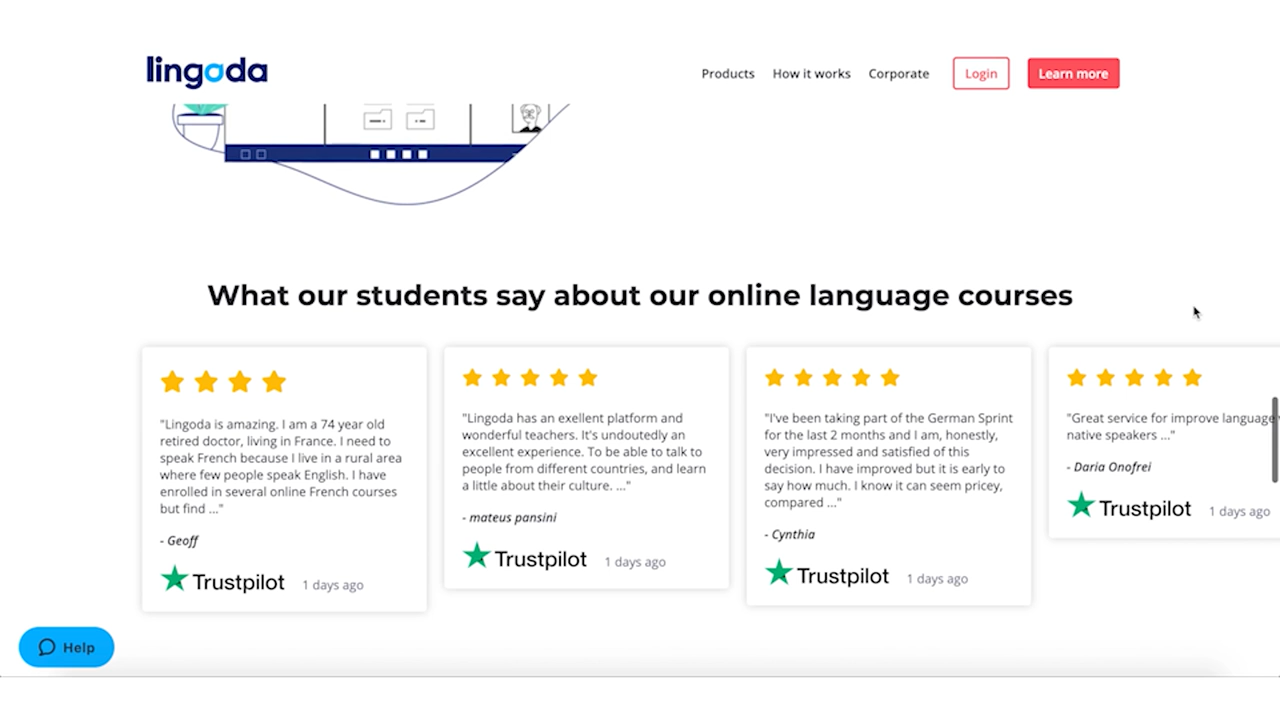 lingoda
Products
How it works
Corporate
Login
Learn more
What our students say about our online language courses
"Lingoda is amazing. I am a 74 year old
retired doctor, living in France. I need to
speak French because I live in a rural area
where few people speak English. I have
enrolled in several online French courses
but find ..."
- Geoff
Trustpilot
1 days ago
"Lingoda has an exellent platform and
wonderful teachers. It's undoutedly an
excellent experience. To be able to talk to
people from different countries, and learn
a little about their culture. ..."
- mateus pansini
Trustpilot
1 days ago
"I've been taking part of the German Sprint
for the last 2 months and I am, honestly,
very impressed and satisfied of this
decision. I have improved but it is early to
say how much. I know it can seem pricey,
compared ..."
- Cynthia
Trustpilot
1 days ago
"Great service for improve language
native speakers ..."
- Daria Onofrei
Trustpilot
1 days ago
Help